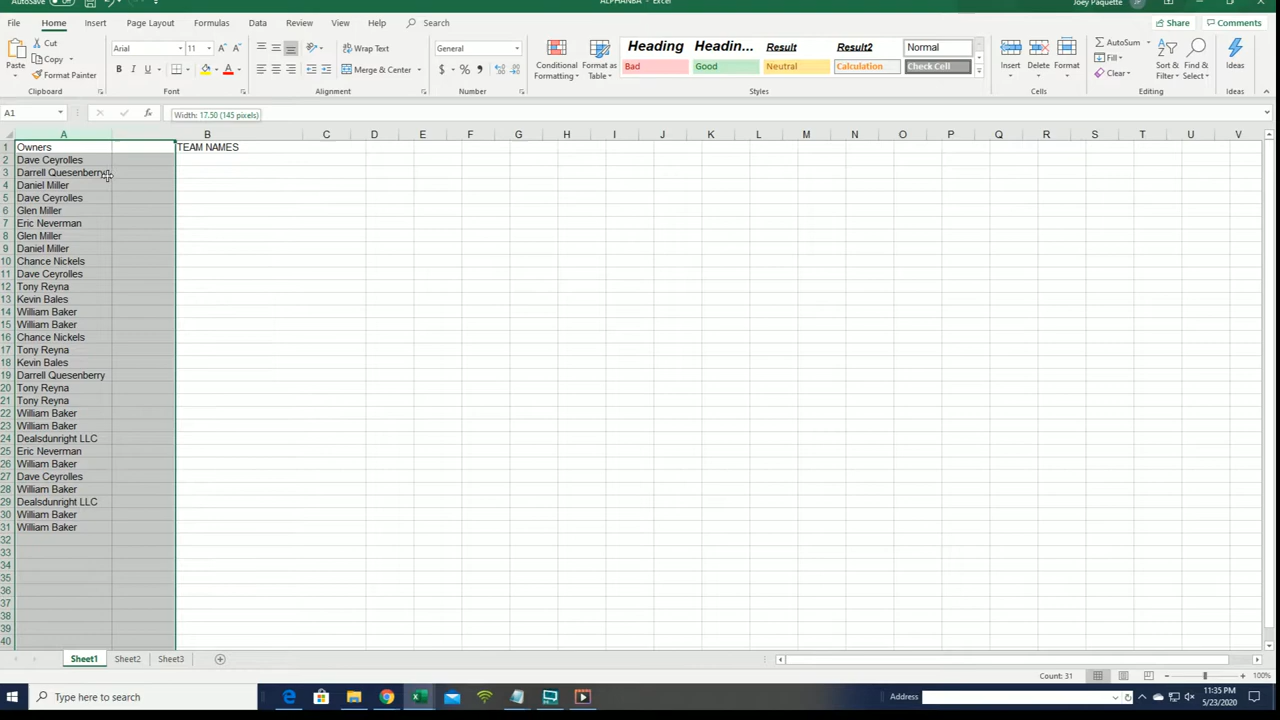 AutoSave Off ALPHANBA - Excel Joey Paquette JP
File Home Insert Page Layout Formulas Data Review View Help Search Share Comments
Cut
Copy
Format Painter
Paste
Clipboard
Arial 11
B I U
Font
Wrap Text
Merge & Center
Alignment
General
$ % ,
Number
Conditional Formatting
Format as Table
Heading Headin... Result Result2 Normal
Bad Good Neutral Calculation Check Cell
Styles
Insert Delete Format
Cells
AutoSum
Fill
Clear
Sort & Filter
Find & Select
Editing
Ideas
Ideas
A1 fx Width: 17.50 (145 pixels)
A B C D E F G H I J K L M N O P Q R S T U V
1 Owners TEAM NAMES
2 Dave Ceyrolles
3 Darrell Quesenberry
4 Daniel Miller
5 Dave Ceyrolles
6 Glen Miller
7 Eric Neverman
8 Glen Miller
9 Daniel Miller
10 Chance Nickels
11 Dave Ceyrolles
12 Tony Reyna
13 Kevin Bales
14 William Baker
15 William Baker
16 Chance Nickels
17 Tony Reyna
18 Kevin Bales
19 Darrell Quesenberry
20 Tony Reyna
21 Tony Reyna
22 William Baker
23 William Baker
24 Dealsdunright LLC
25 Eric Neverman
26 William Baker
27 Dave Ceyrolles
28 William Baker
29 Dealsdunright LLC
30 William Baker
31 William Baker
32
33
34
35
36
37
38
39
40
Sheet1 Sheet2 Sheet3
Count: 31 100%
Type here to search Address 11:35 PM
5/23/2020